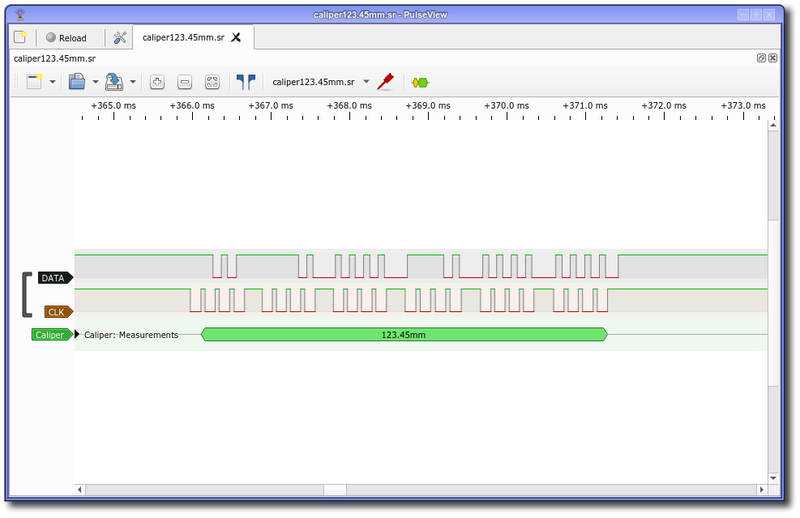 caliper123.45mm.sr - PulseView
Reload
caliper123.45mm.sr
caliper123.45mm.sr
caliper123.45mm.sr
+365.0 ms +366.0 ms +367.0 ms +368.0 ms +369.0 ms +370.0 ms +371.0 ms +372.0 ms +373.0 ms
DATA
CLK
Caliper Caliper: Measurements 123.45mm